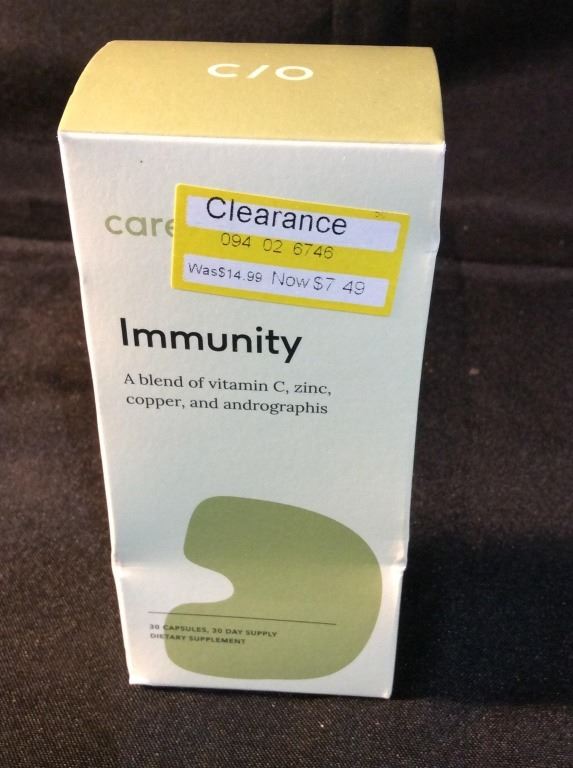 C/O
care
Clearance
094 02 6746
Was$14.99 Now $7 49
Immunity
A blend of vitamin C, zinc,
copper, and andrographis
30 CAPSULES, 30 DAY SUPPLY
DIETARY SUPPLEMENT